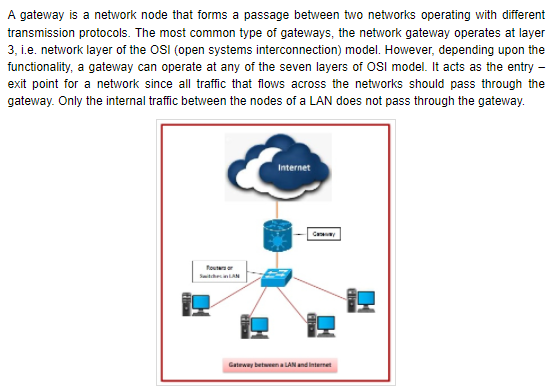 A gateway is a network node that forms a passage between two networks operating with different
transmission protocols. The most common type of gateways, the network gateway operates at layer
3, i.e. network layer of the OSI (open systems interconnection) model. However, depending upon the
functionality, a gateway can operate at any of the seven layers of OSI model. It acts as the entry –
exit point for a network since all traffic that flows across the networks should pass through the
gateway. Only the internal traffic between the nodes of a LAN does not pass through the gateway.
Internet
Gateway
Routers or
Switches in LAN
Gateway between a LAN and Internet